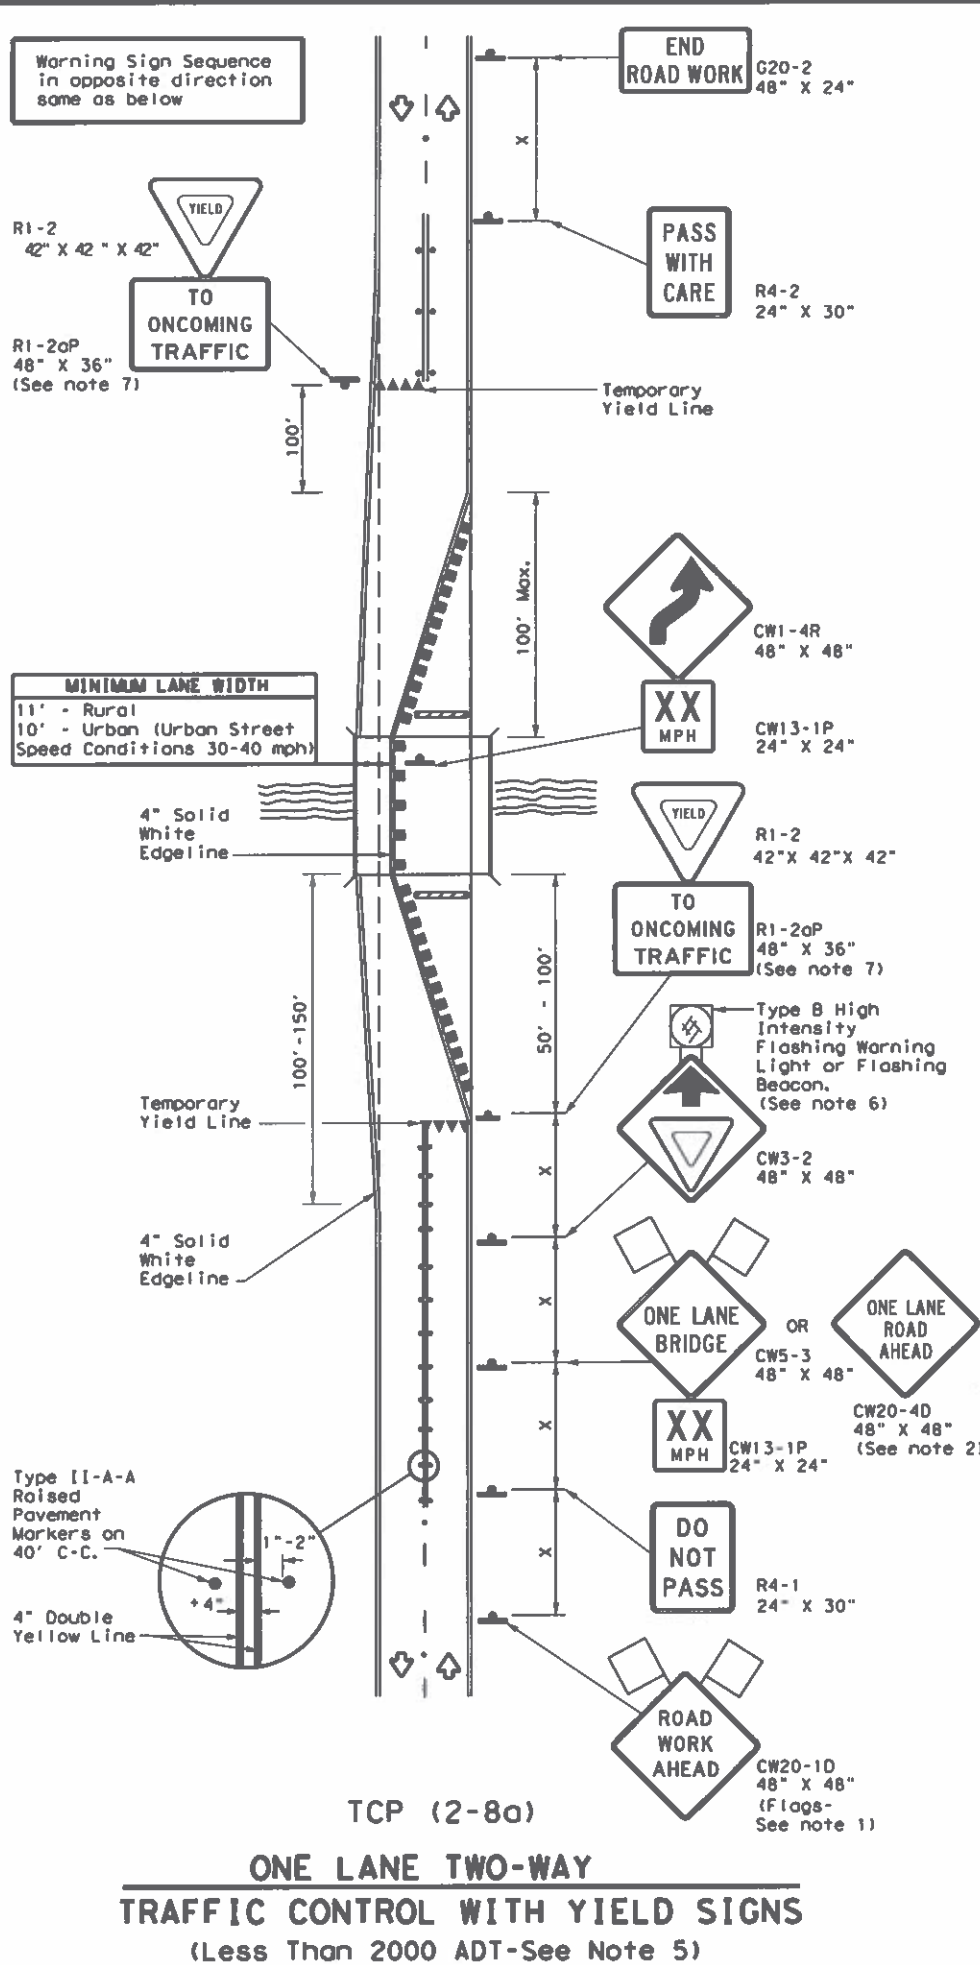 Warning Sign Sequence
in opposite direction
same as below
END
ROAD WORK
G20-2
48" X 24"
X
YIELD
R1-2
42" X 42 " X 42"
TO
ONCOMING
TRAFFIC
R1-2aP
48" X 36"
(See note 7)
PASS
WITH
CARE
R4-2
24" X 30"
Temporary
Yield Line
100'
100' Max.
CW1-4R
48" X 48"
XX
MPH
CW13-1P
24" X 24"
MINIMUM LANE WIDTH
11' - Rural
10' - Urban (Urban Street
Speed Conditions 30-40 mph)
4" Solid
White
Edgeline
YIELD
R1-2
42"X 42"X 42"
TO
ONCOMING
TRAFFIC
R1-2aP
48" X 36"
(See note 7)
50' - 100'
100'-150'
Type B High
Intensity
Flashing Warning
Light or Flashing
Beacon.
(See note 6)
Temporary
Yield Line
CW3-2
48" X 48"
X
4" Solid
White
Edgeline
X
ONE LANE
BRIDGE
OR
CW5-3
48" X 48"
ONE LANE
ROAD
AHEAD
CW20-4D
48" X 48"
(See note 2)
XX
MPH
CW13-1P
24" X 24"
X
Type II-A-A
Raised
Pavement
Markers on
40' C-C.
1"-2"
+4"
4" Double
Yellow Line
X
DO
NOT
PASS
R4-1
24" X 30"
ROAD
WORK
AHEAD
CW20-1D
48" X 48"
(Flags-
See note 1)
TCP (2-8a)
ONE LANE TWO-WAY
TRAFFIC CONTROL WITH YIELD SIGNS
(Less Than 2000 ADT-See Note 5)